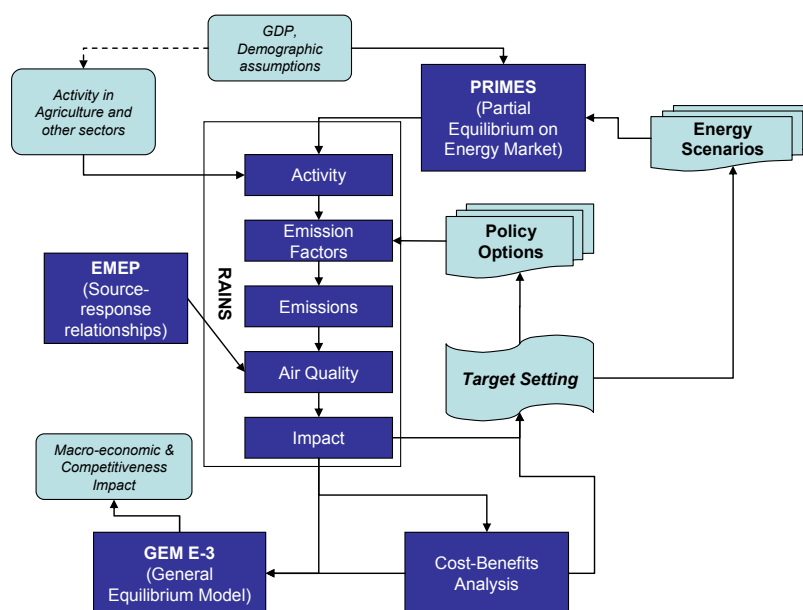 GDP,
Demographic
assumptions
Activity in
Agriculture and
other sectors
PRIMES
(Partial
Equilibrium on
Energy Market)
Energy
Scenarios
Activity
Emission
Factors
Policy
Options
EMEP
(Source-
response
relationships)
RAINS
Emissions
Air Quality
Target Setting
Impact
Macro-economic &
Competitiveness
Impact
GEM E-3
(General
Equilibrium Model)
Cost-Benefits
Analysis